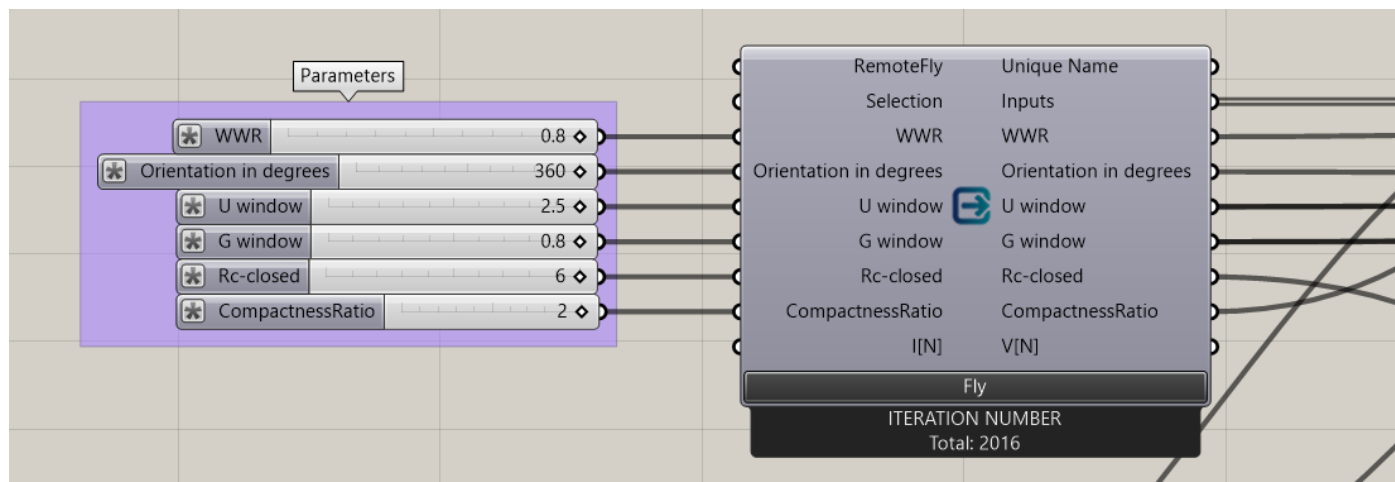 Parameters
WWR 0.8
Orientation in degrees 360
U window 2.5
G window 0.8
Rc-closed 6
CompactnessRatio 2
RemoteFly Unique Name
Selection Inputs
WWR WWR
Orientation in degrees Orientation in degrees
U window U window
G window G window
Rc-closed Rc-closed
CompactnessRatio CompactnessRatio
I[N] V[N]
Fly
ITERATION NUMBER
Total: 2016